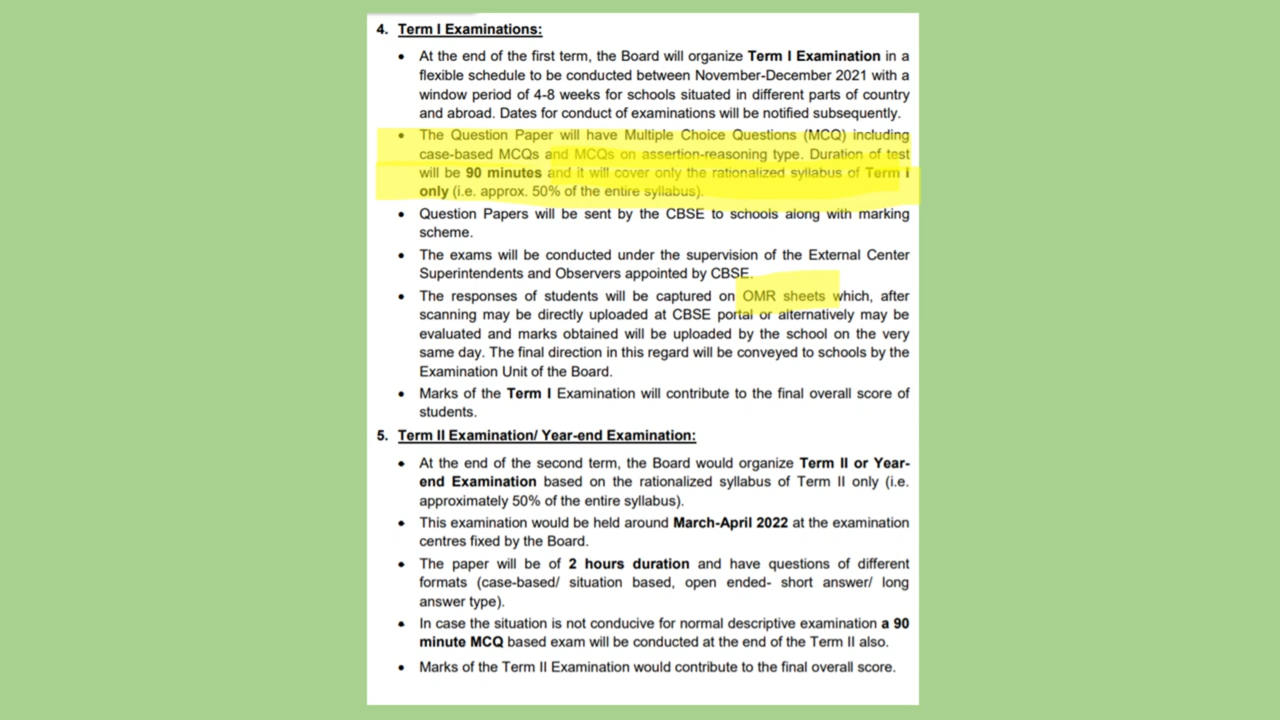 4. Term I Examinations:
• At the end of the first term, the Board will organize Term I Examination in a
flexible schedule to be conducted between November-December 2021 with a
window period of 4-8 weeks for schools situated in different parts of country
and abroad. Dates for conduct of examinations will be notified subsequently.
• The Question Paper will have Multiple Choice Questions (MCQ) including
case-based MCQs and MCQs on assertion-reasoning type. Duration of test
will be 90 minutes and it will cover only the rationalized syllabus of Term I
only (i.e. approx. 50% of the entire syllabus).
• Question Papers will be sent by the CBSE to schools along with marking
scheme.
• The exams will be conducted under the supervision of the External Center
Superintendents and Observers appointed by CBSE.
• The responses of students will be captured on OMR sheets which, after
scanning may be directly uploaded at CBSE portal or alternatively may be
evaluated and marks obtained will be uploaded by the school on the very
same day. The final direction in this regard will be conveyed to schools by the
Examination Unit of the Board.
• Marks of the Term I Examination will contribute to the final overall score of
students.
5. Term II Examination/ Year-end Examination:
• At the end of the second term, the Board would organize Term II or Year-
end Examination based on the rationalized syllabus of Term II only (i.e.
approximately 50% of the entire syllabus).
• This examination would be held around March-April 2022 at the examination
centres fixed by the Board.
• The paper will be of 2 hours duration and have questions of different
formats (case-based/ situation based, open ended- short answer/ long
answer type).
• In case the situation is not conducive for normal descriptive examination a 90
minute MCQ based exam will be conducted at the end of the Term II also.
• Marks of the Term II Examination would contribute to the final overall score.